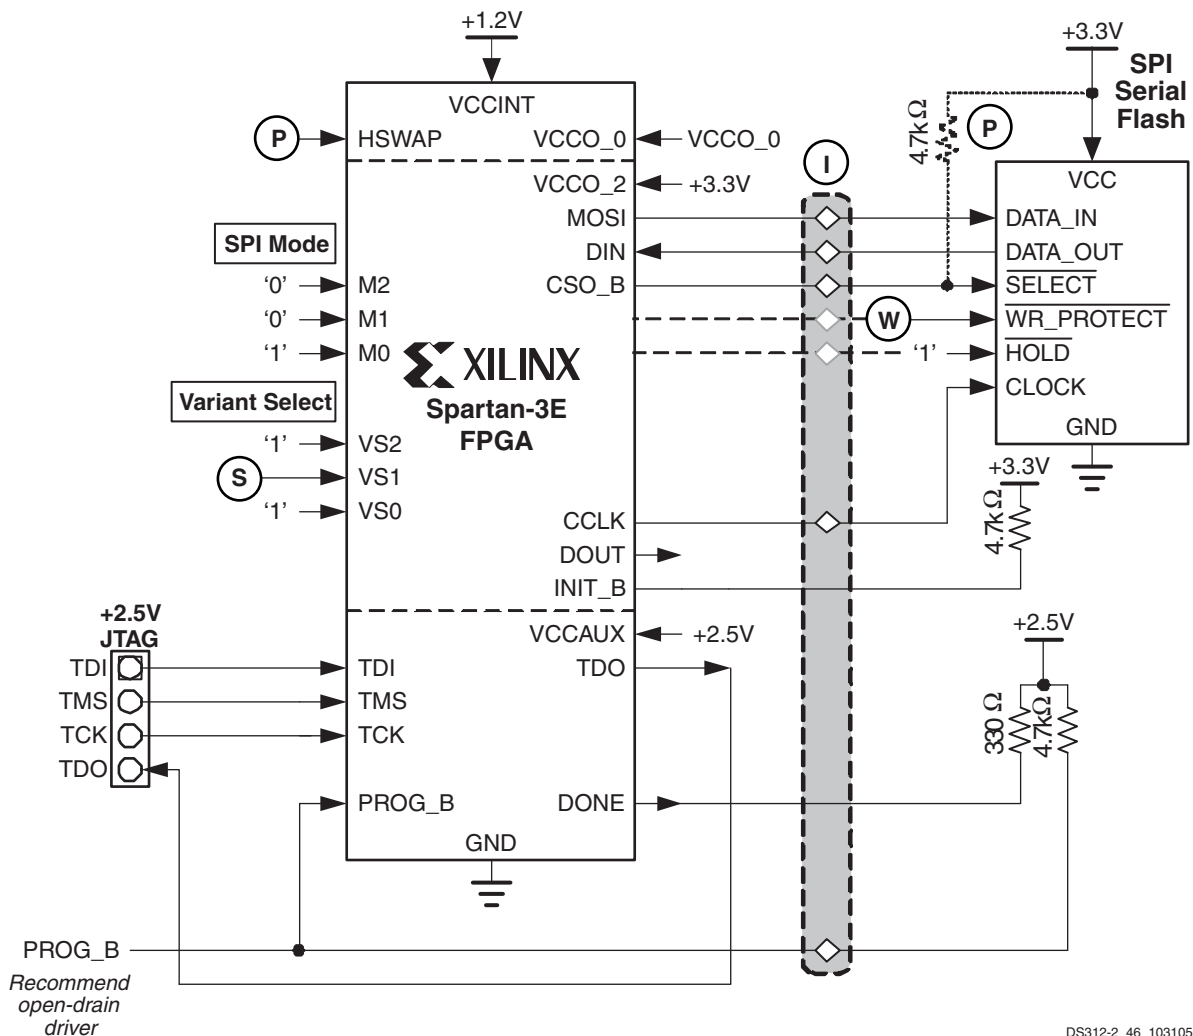 +1.2V
+3.3V
SPI
Serial
Flash
VCCINT
P
HSWAP
VCCO_0
VCCO_0
4.7kΩ
P
I
VCCO_2
+3.3V
VCC
MOSI
DATA_IN
SPI Mode
DIN
DATA_OUT
'0'
M2
CSO_B
SELECT
'0'
M1
W
WR_PROTECT
'1'
M0
'1'
HOLD
XILINX
CLOCK
Variant Select
Spartan-3E
FPGA
GND
'1'
VS2
S
VS1
+3.3V
'1'
VS0
CCLK
4.7kΩ
DOUT
INIT_B
+2.5V
JTAG
VCCAUX
+2.5V
+2.5V
TDI
TDI
TDO
TMS
TMS
TCK
TCK
330 Ω
4.7kΩ
TDO
PROG_B
DONE
GND
PROG_B
Recommend
open-drain
driver
DS312-2_46_103105